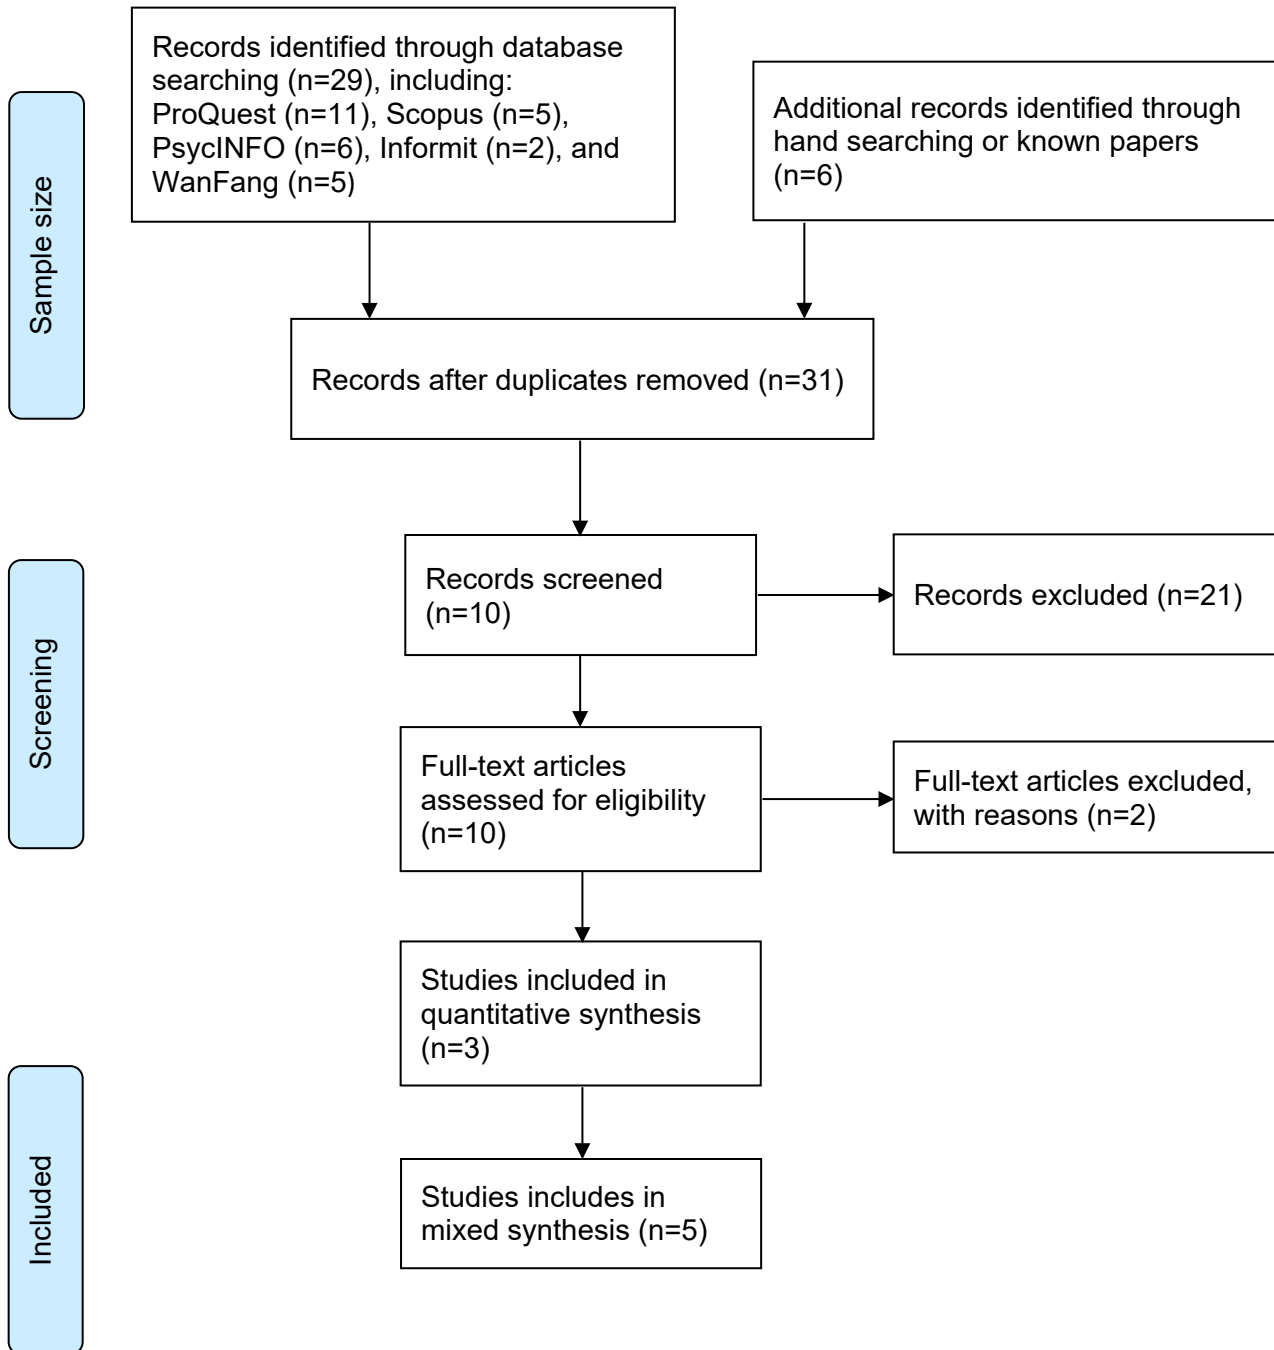 Records identified through database
searching (n=29), including:
ProQuest (n=11), Scopus (n=5),
PsycINFO (n=6), Informit (n=2), and
WanFang (n=5)
Additional records identified through
hand searching or known papers
(n=6)
Sample size
Records after duplicates removed (n=31)
Screening
Records screened
(n=10)
Records excluded (n=21)
Full-text articles
assessed for eligibility
(n=10)
Full-text articles excluded,
with reasons (n=2)
Studies included in
quantitative synthesis
(n=3)
Included
Studies includes in
mixed synthesis (n=5)